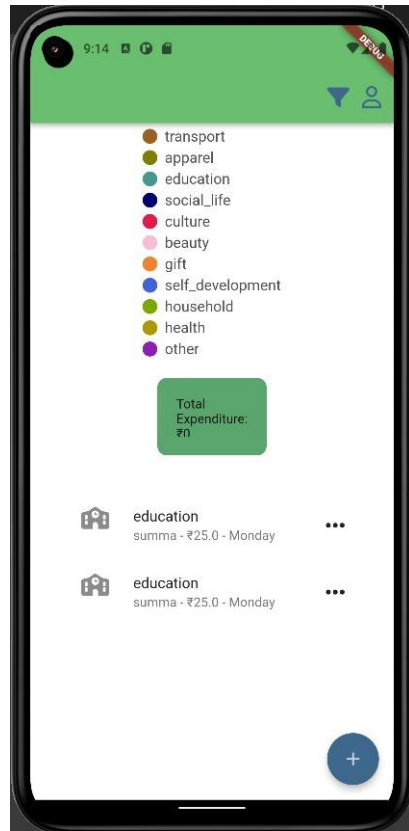 9:14
DEBUG
transport
apparel
education
social_life
culture
beauty
gift
self_development
household
health
other
Total
Expenditure:
₹0
education
summa - ₹25.0 - Monday
education
summa - ₹25.0 - Monday